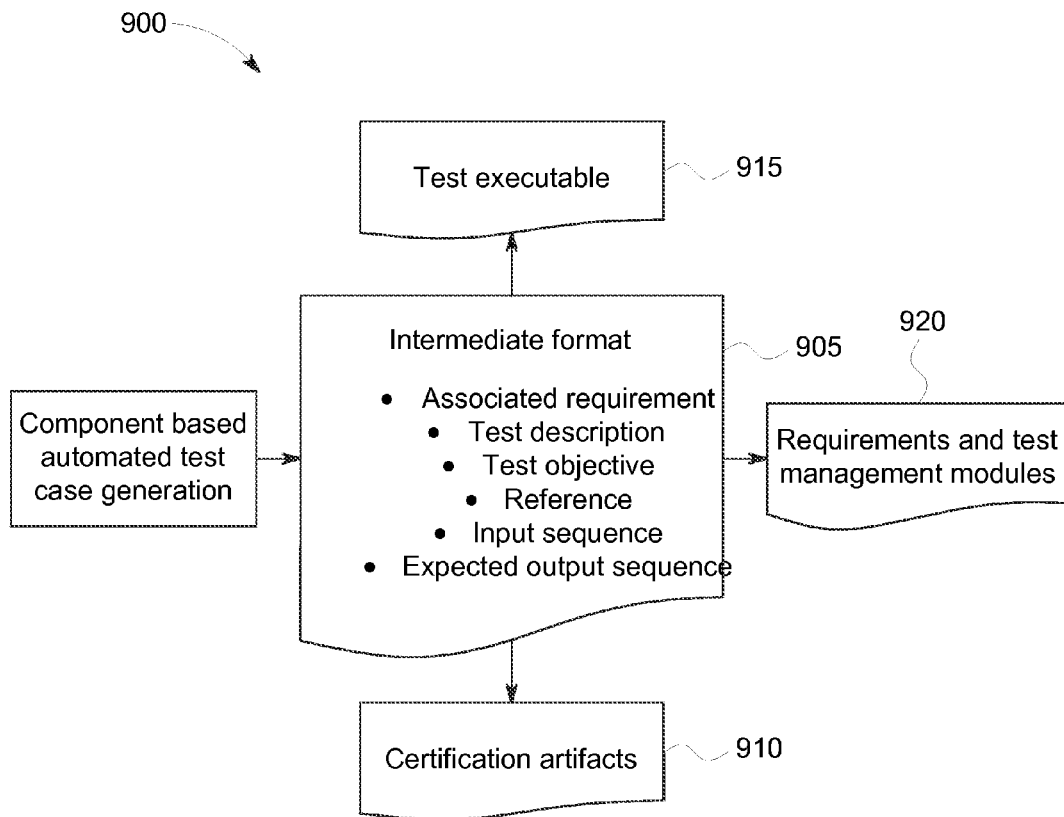 900
Test executable
915
Intermediate format
905
920
• Associated requirement
• Test description
• Test objective
• Reference
• Input sequence
• Expected output sequence
Component based
automated test
case generation
Requirements and test
management modules
Certification artifacts
910